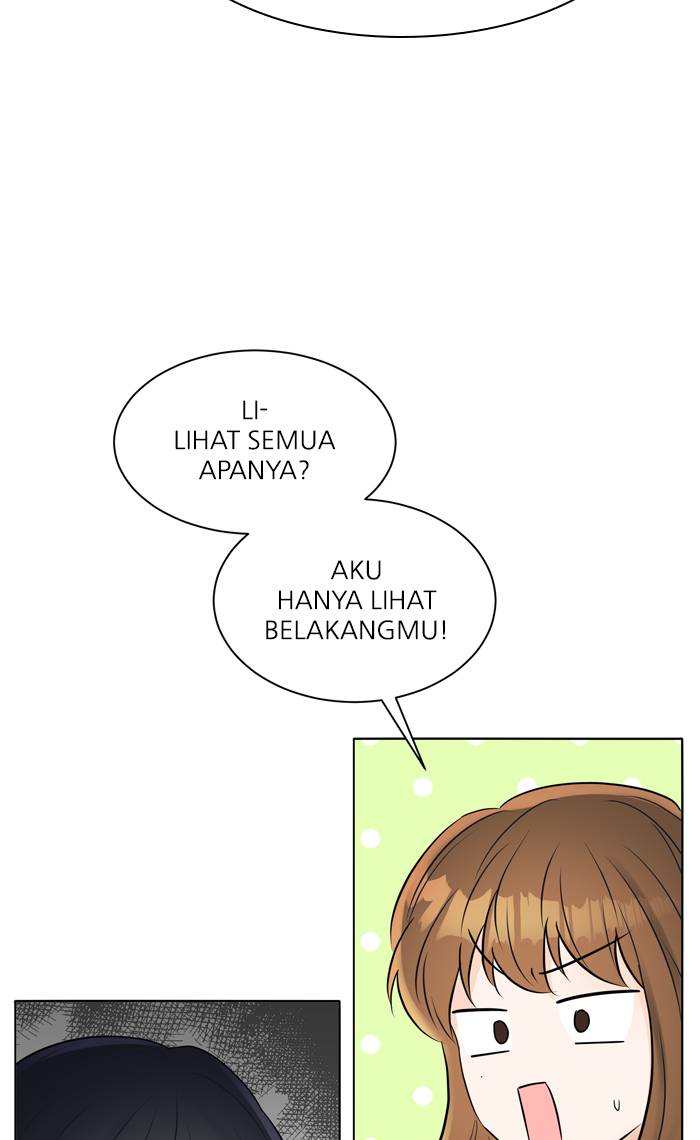 LI-
LIHAT SEMUA
APANYA?
AKU
HANYA LIHAT
BELAKANGMU!